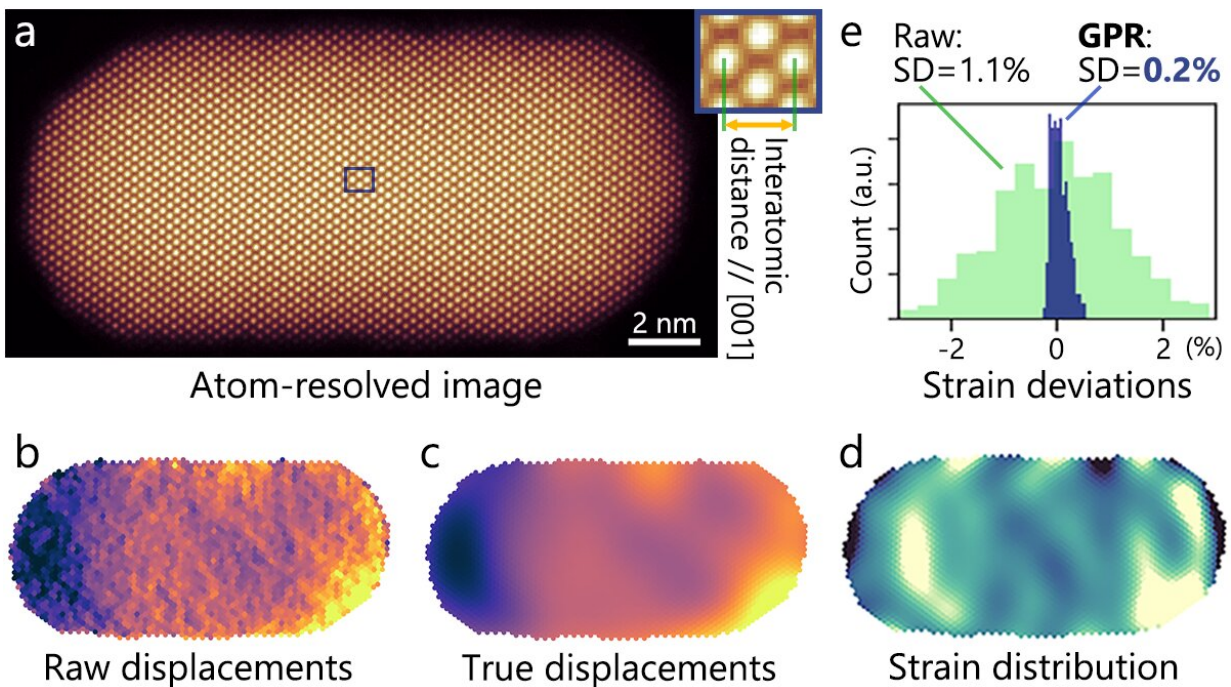 a
2 nm
Atom-resolved image
Interatomic
distance // [001]
e
Raw:
SD=1.1%
GPR:
SD=0.2%
Count (a.u.)
-2
0
2
(%)
Strain deviations
b
Raw displacements
c
True displacements
d
Strain distribution